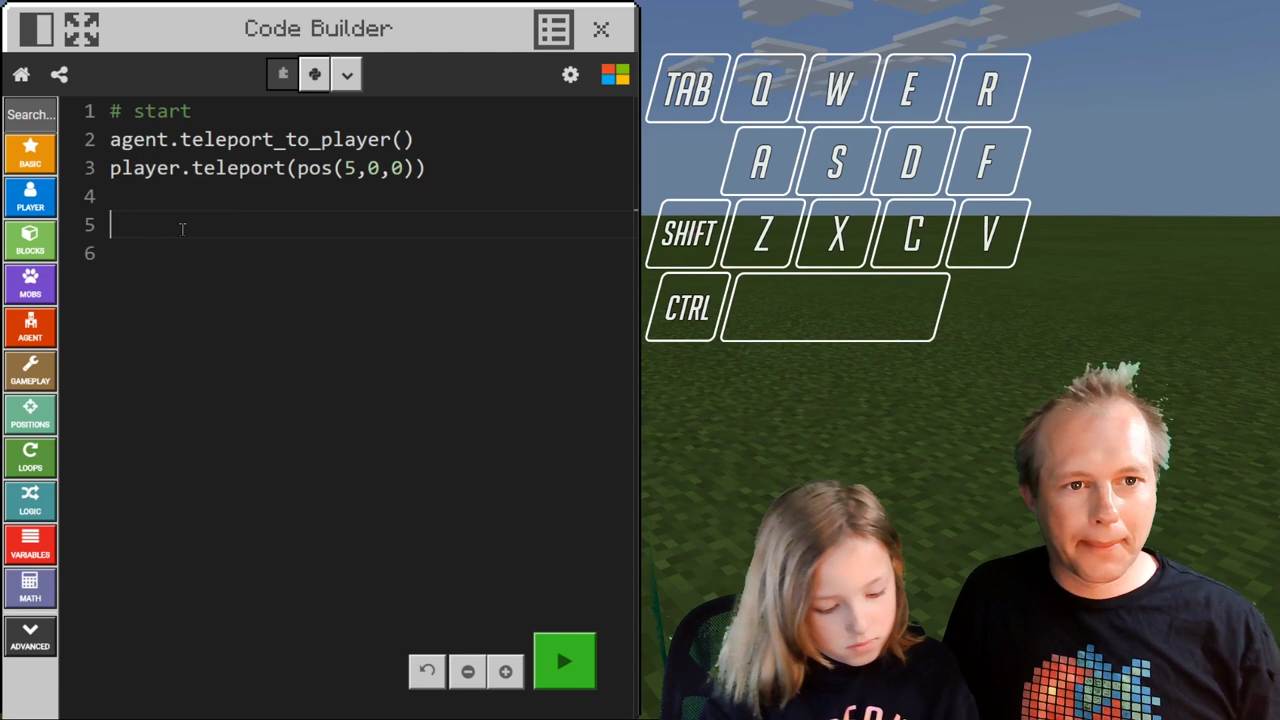 Code Builder
Search...
BASIC
PLAYER
BLOCKS
MOBS
AGENT
GAMEPLAY
POSITIONS
LOOPS
LOGIC
VARIABLES
MATH
ADVANCED
1 # start
2 agent.teleport_to_player()
3 player.teleport(pos(5,0,0))
4
5
6
TAB Q W E R
A S D F
SHIFT Z X C V
CTRL